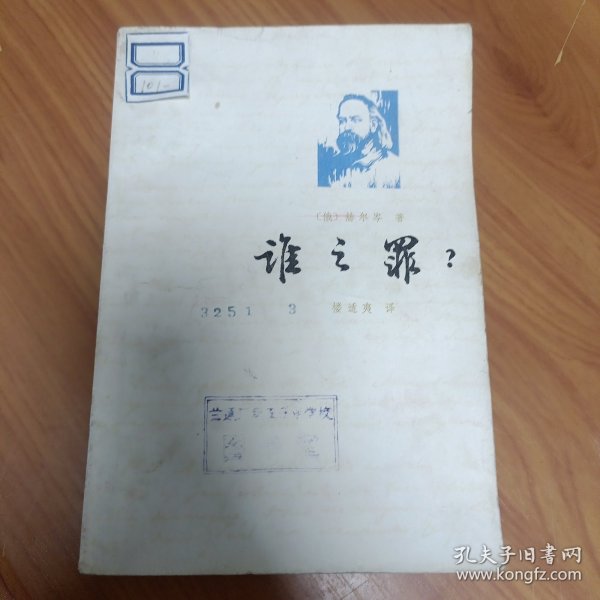 101-
〔俄〕赫尔岑 著
谁之罪？
3251 3
楼适夷 译
孔夫子旧书网
www.kongfz.com